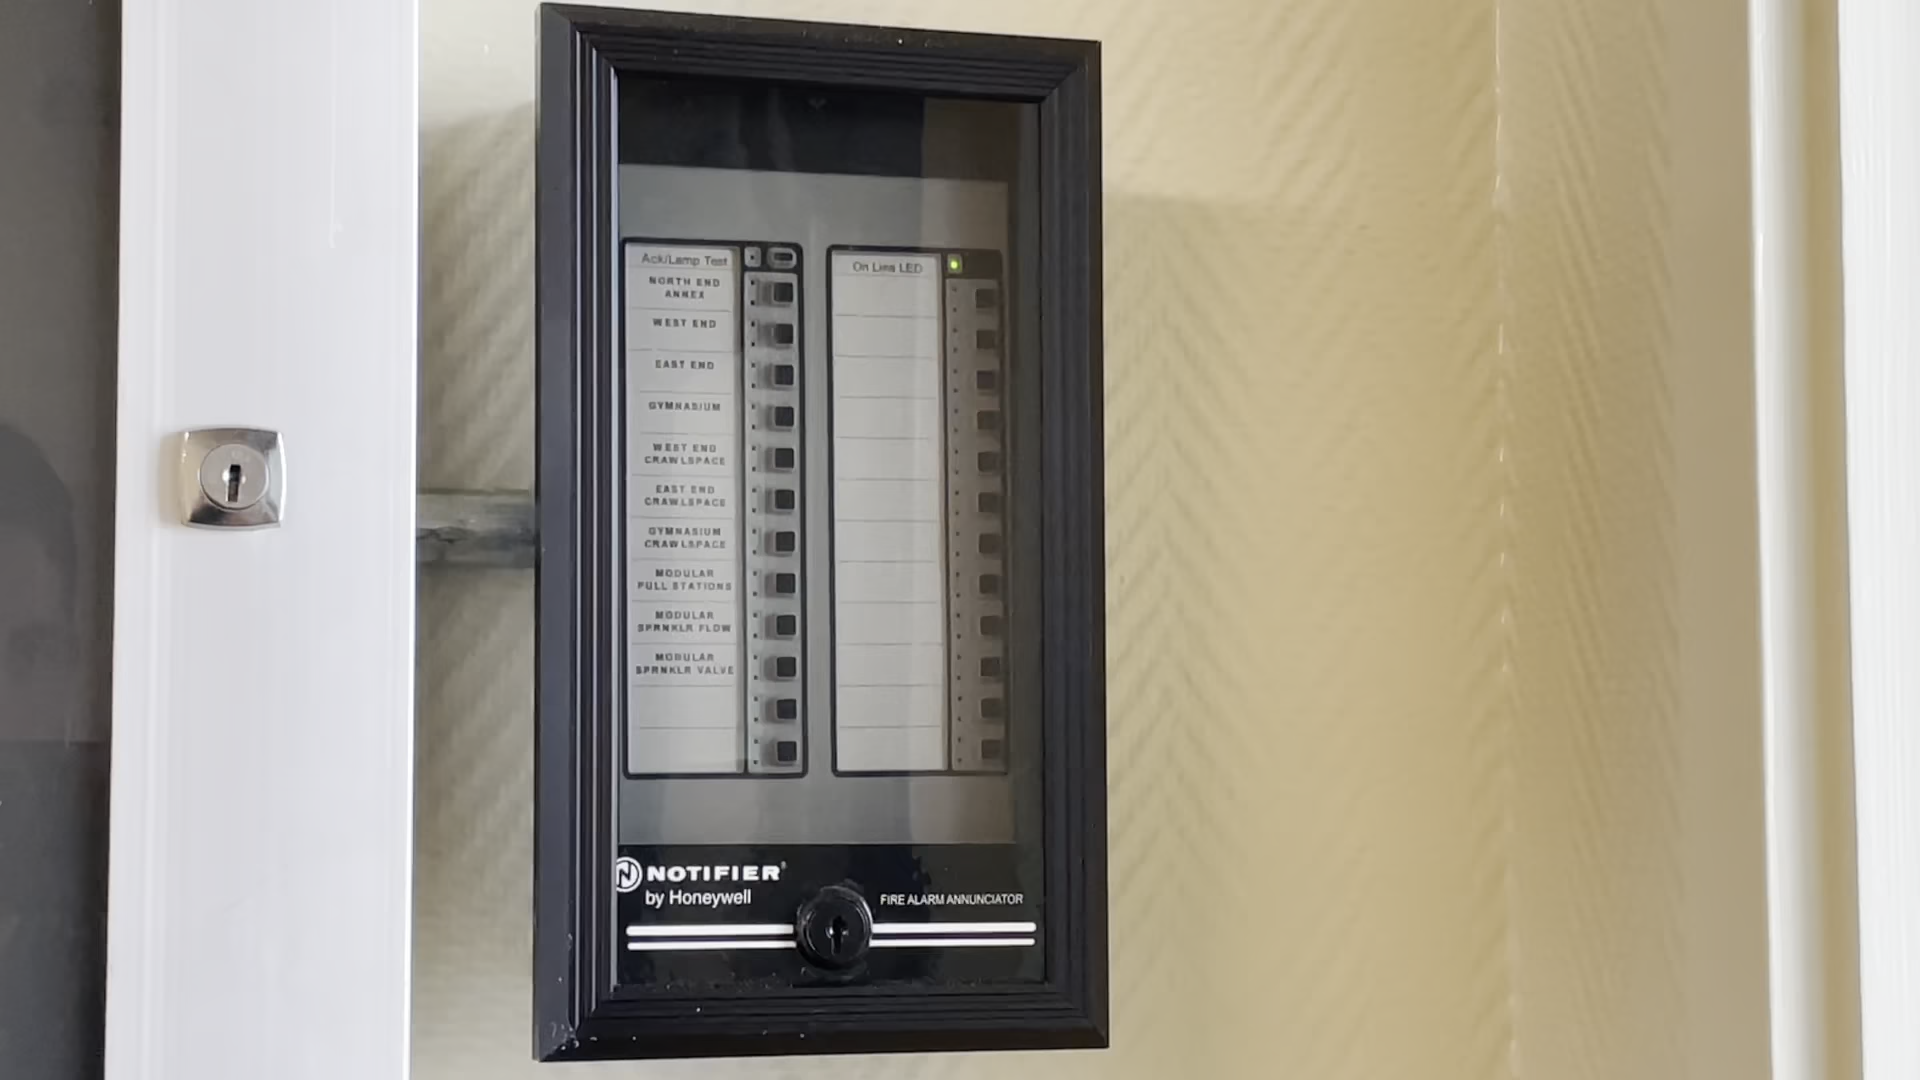 Ack/Lamp Test
NORTH END
ANNEX
WEST END
EAST END
GYMNASIUM
WEST END
CRAWLSPACE
EAST END
CRAWLSPACE
GYMNASIUM
CRAWLSPACE
MODULAR
PULL STATIONS
MODULAR
SPRNKLR FLOW
MODULAR
SPRNKLR VALVE
On Line LED
N NOTIFIER®
by Honeywell
FIRE ALARM ANNUNCIATOR